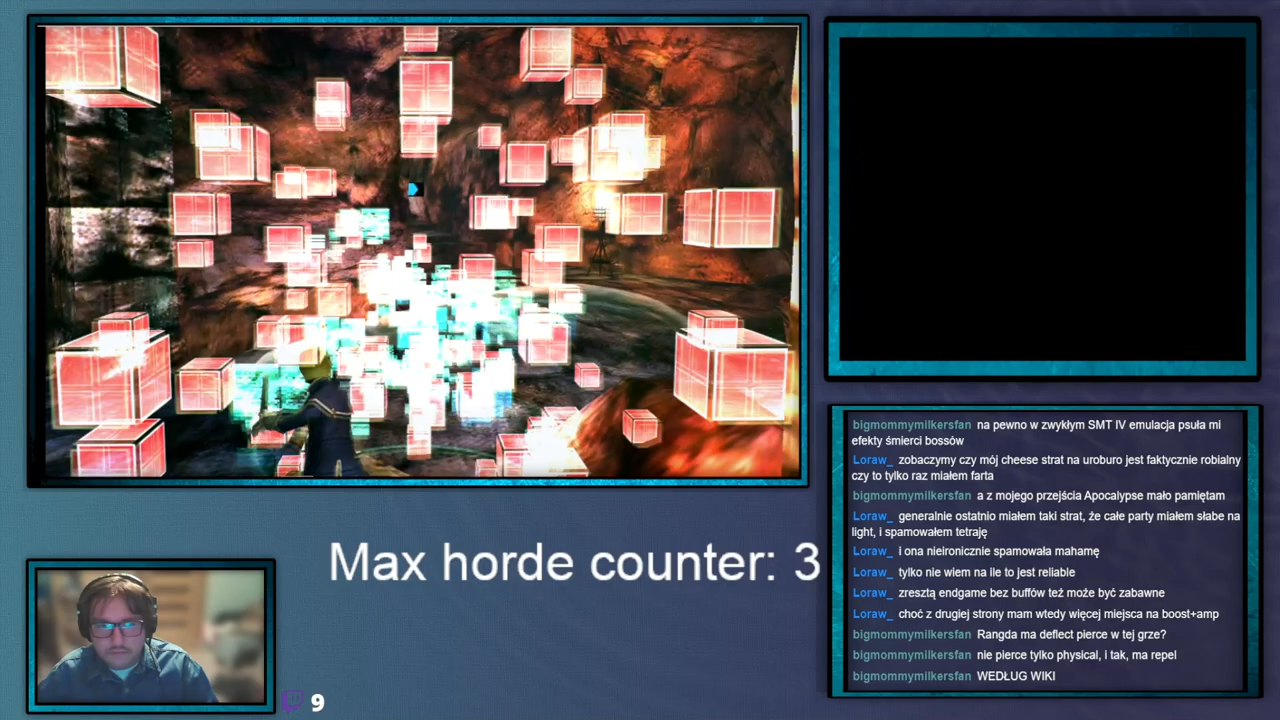 bigmommymilkersfan na pewno w zwykłym SMT IV emulacja psuła mi
efekty śmierci bossów
Loraw_ zobaczymy czy mój cheese strat na uroburo jest faktycznie robialny
czy to tylko raz miałem farta
bigmommymilkersfan a z mojego przejścia Apocalypse mało pamiętam
Loraw_ generalnie ostatnio miałem taki strat, że całe party miałem słabe na
light, i spamowałem tetraję
Loraw_ i ona nieironicznie spamowała mahamę
Loraw_ tylko nie wiem na ile to jest reliable
Loraw_ zresztą endgame bez buffów też może być zabawne
Loraw_ choć z drugiej strony mam wtedy więcej miejsca na boost+amp
bigmommymilkersfan Rangda ma deflect pierce w tej grze?
bigmommymilkersfan nie pierce tylko physical, i tak, ma repel
bigmommymilkersfan WEDŁUG WIKI
Max horde counter: 3
9